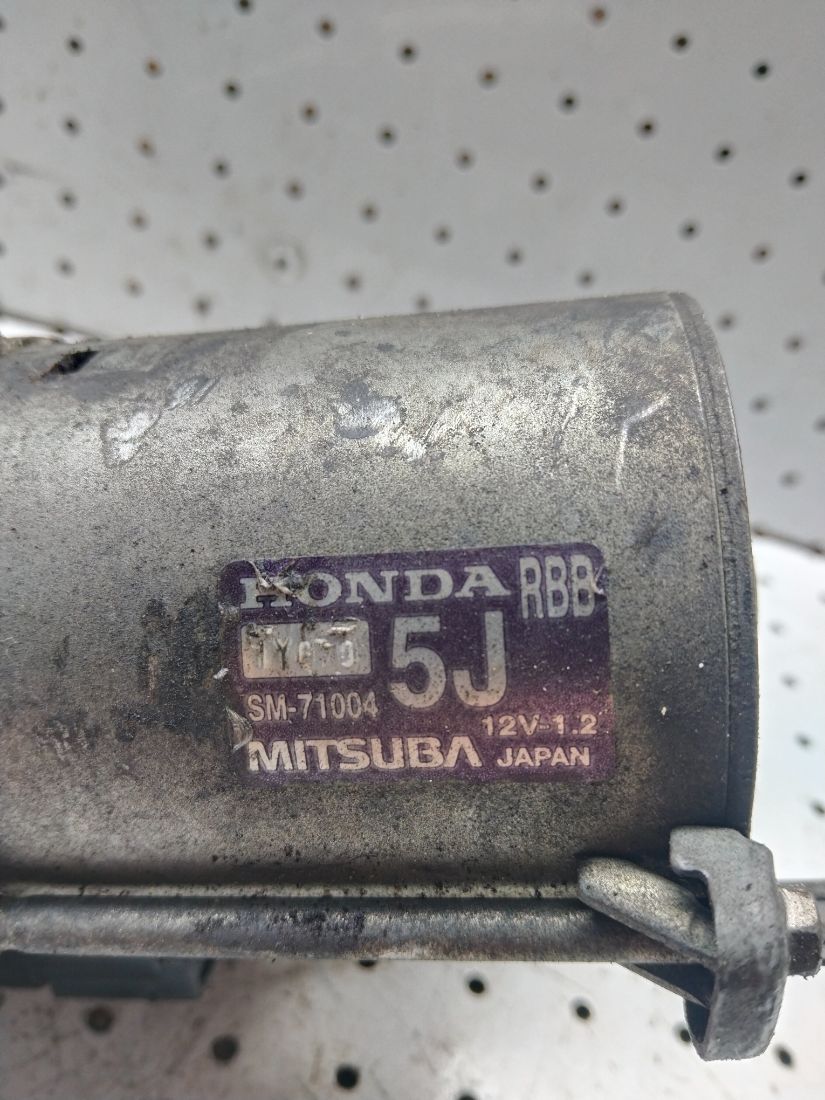 HONDA RBB
5J
SM-71004
12V-1.2
MITSUBA JAPAN